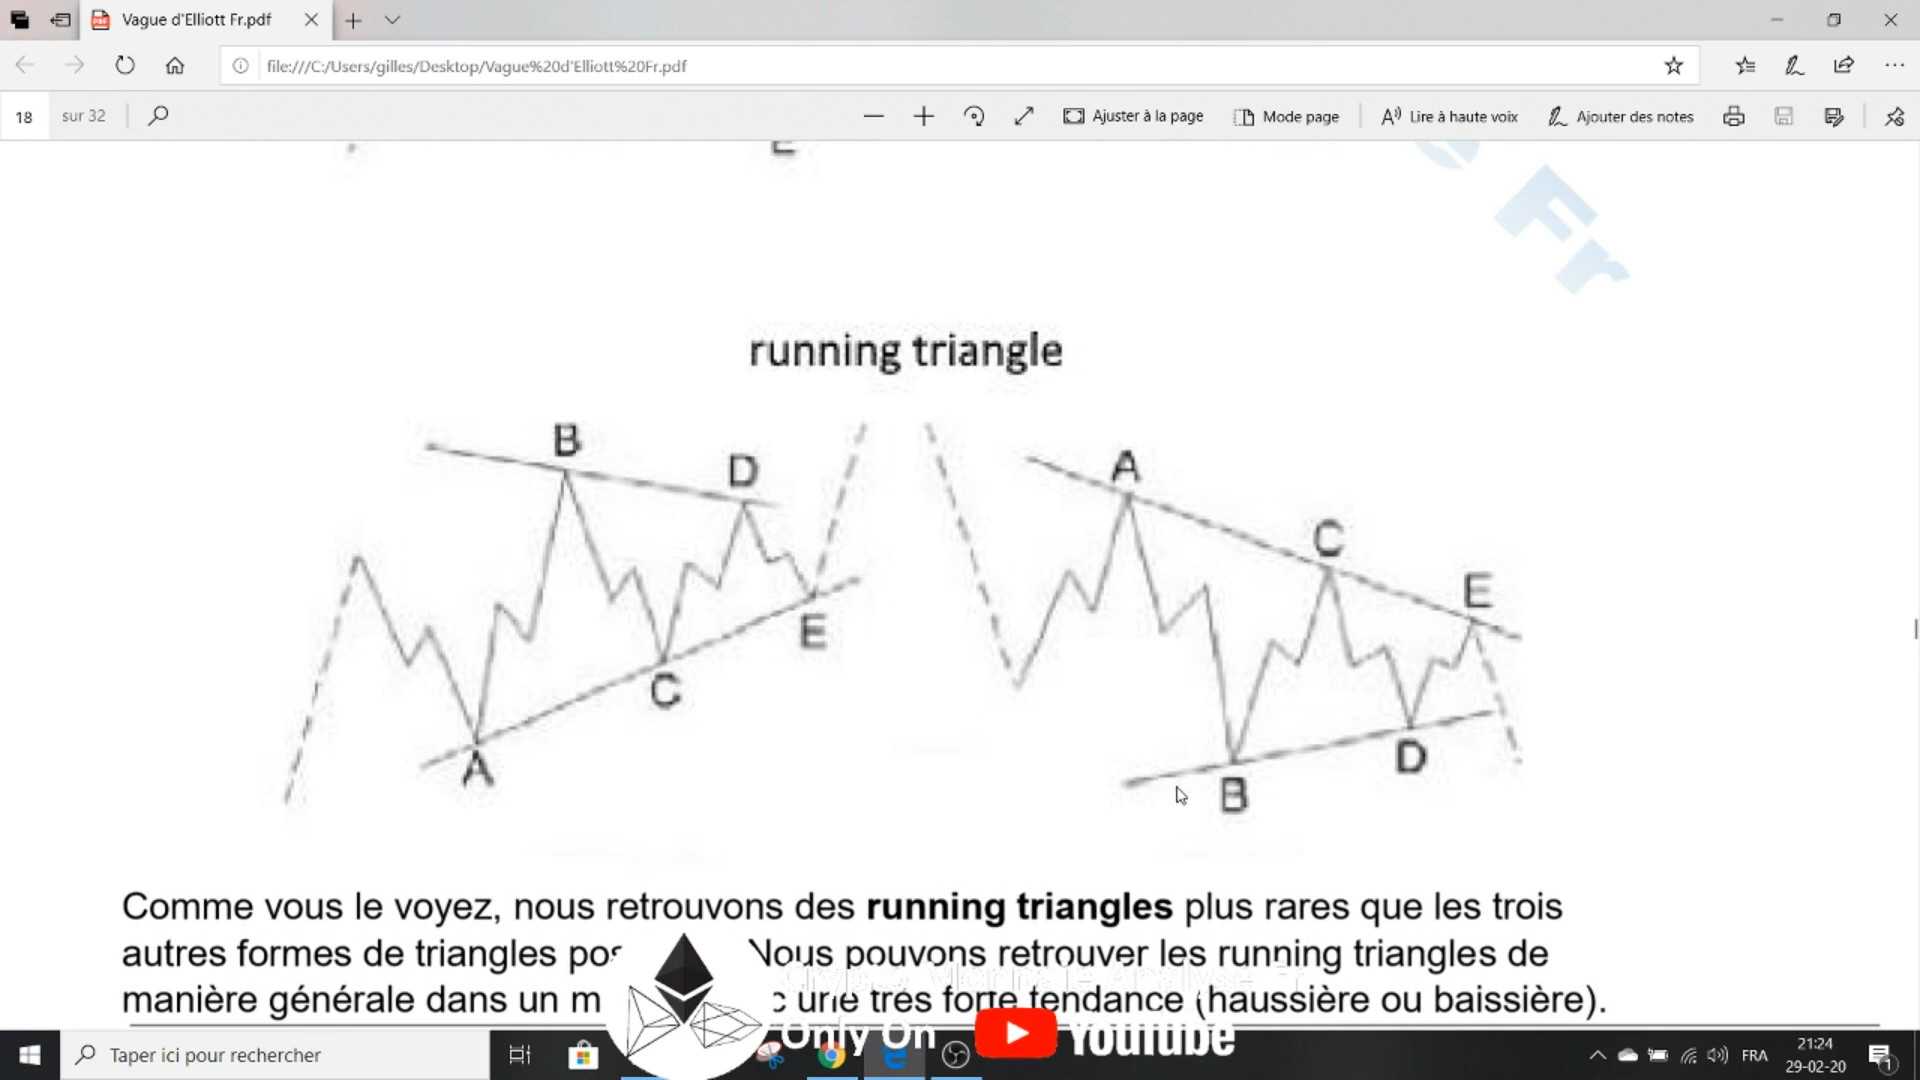 Vague d'Elliott Fr.pdf
file:///C:/Users/gilles/Desktop/Vague%20d'Elliott%20Fr.pdf
18 sur 32
Ajuster à la page
Mode page
Lire à haute voix
Ajouter des notes
E
Fr
running triangle
B
D
A
C
E
A
C
E
B
D
Comme vous le voyez, nous retrouvons des running triangles plus rares que les trois
autres formes de triangles pos Nous pouvons retrouver les running triangles de
manière générale dans un m une très forte tendance (haussière ou baissière).
Only On YouTube
Taper ici pour rechercher
FRA
21:24
29-02-20
1